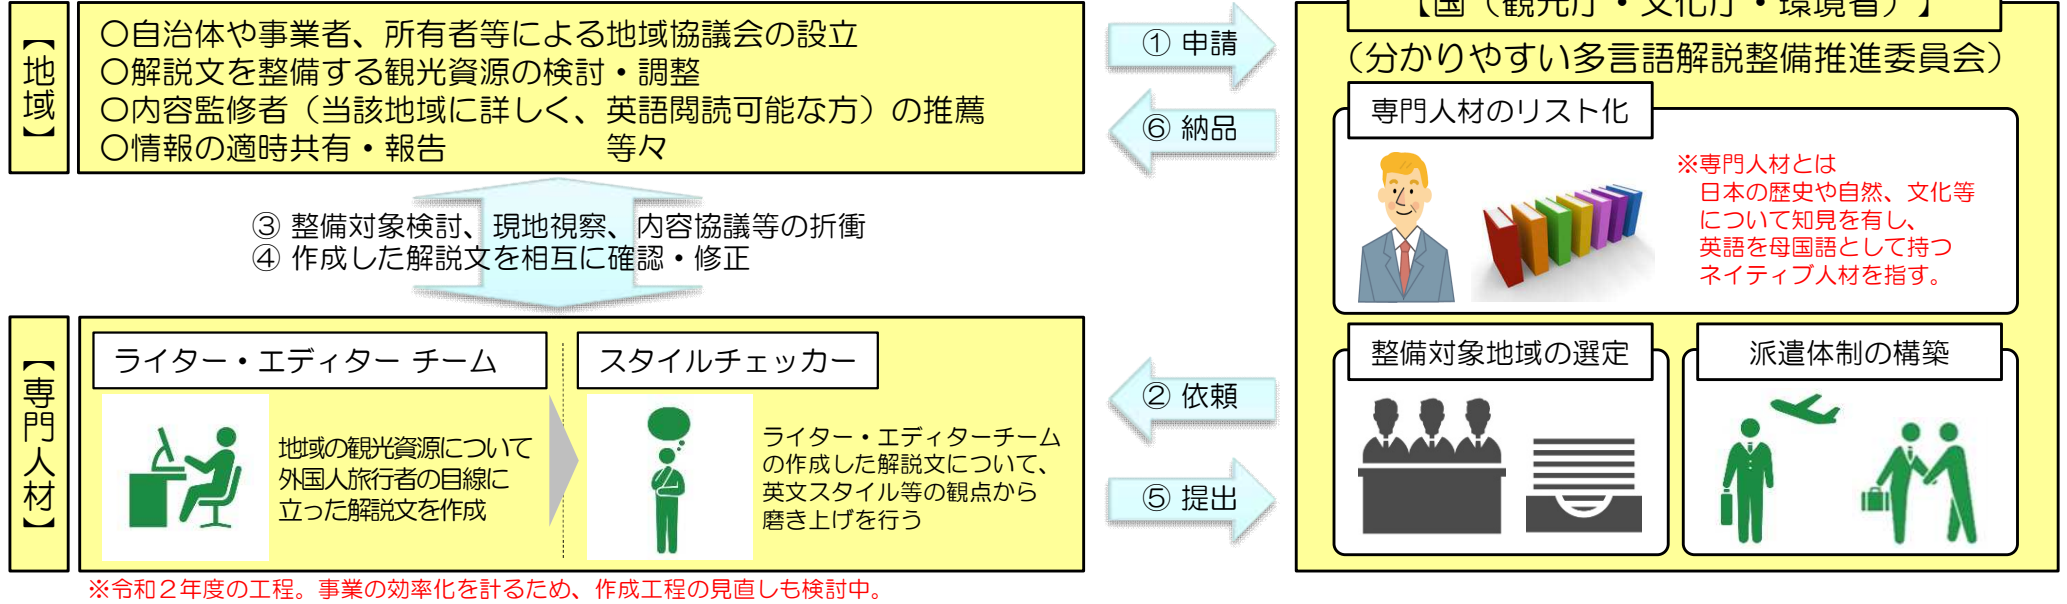 【地域】
〇自治体や事業者、所有者等による地域協議会の設立
〇解説文を整備する観光資源の検討・調整
〇内容監修者（当該地域に詳しく、英語閲読可能な方）の推薦
〇情報の適時共有・報告　　　　　等々
① 申請
⑥ 納品
【国（観光庁・文化庁・環境省）】
（分かりやすい多言語解説整備推進委員会）
専門人材のリスト化
※専門人材とは
日本の歴史や自然、文化等
について知見を有し、
英語を母国語として持つ
ネイティブ人材を指す。
③ 整備対象検討、現地視察、内容協議等の折衝
④ 作成した解説文を相互に確認・修正
【専門人材】
ライター・エディター チーム
地域の観光資源について
外国人旅行者の目線に
立った解説文を作成
スタイルチェッカー
ライター・エディターチーム
の作成した解説文について、
英文スタイル等の観点から
磨き上げを行う
② 依頼
⑤ 提出
整備対象地域の選定
派遣体制の構築
※令和２年度の工程。事業の効率化を計るため、作成工程の見直しも検討中。